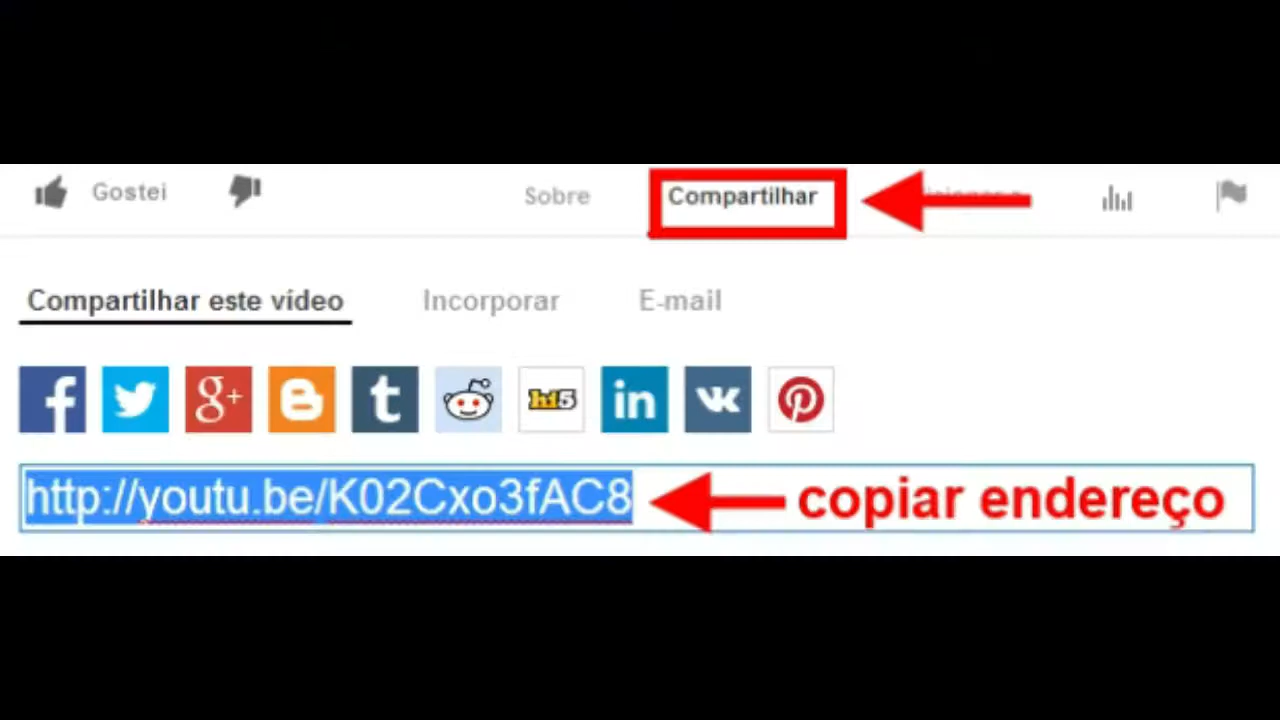 Gostei Sobre Compartilhar
Compartilhar este vídeo Incorporar E-mail
g+ t hi5 in
http://youtu.be/K02Cxo3fAC8 copiar endereço